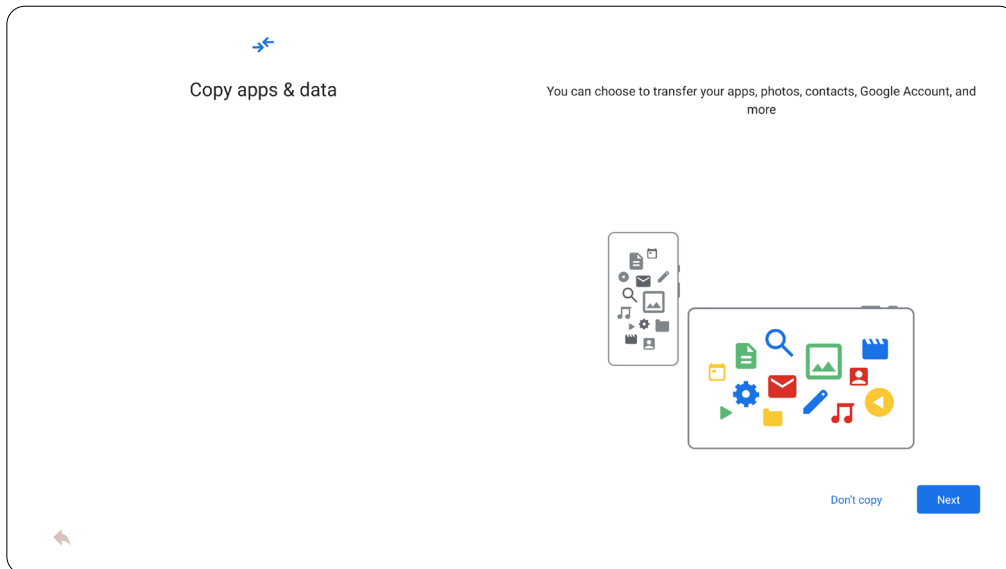 Copy apps & data
You can choose to transfer your apps, photos, contacts, Google Account, and
more
Don't copy
Next